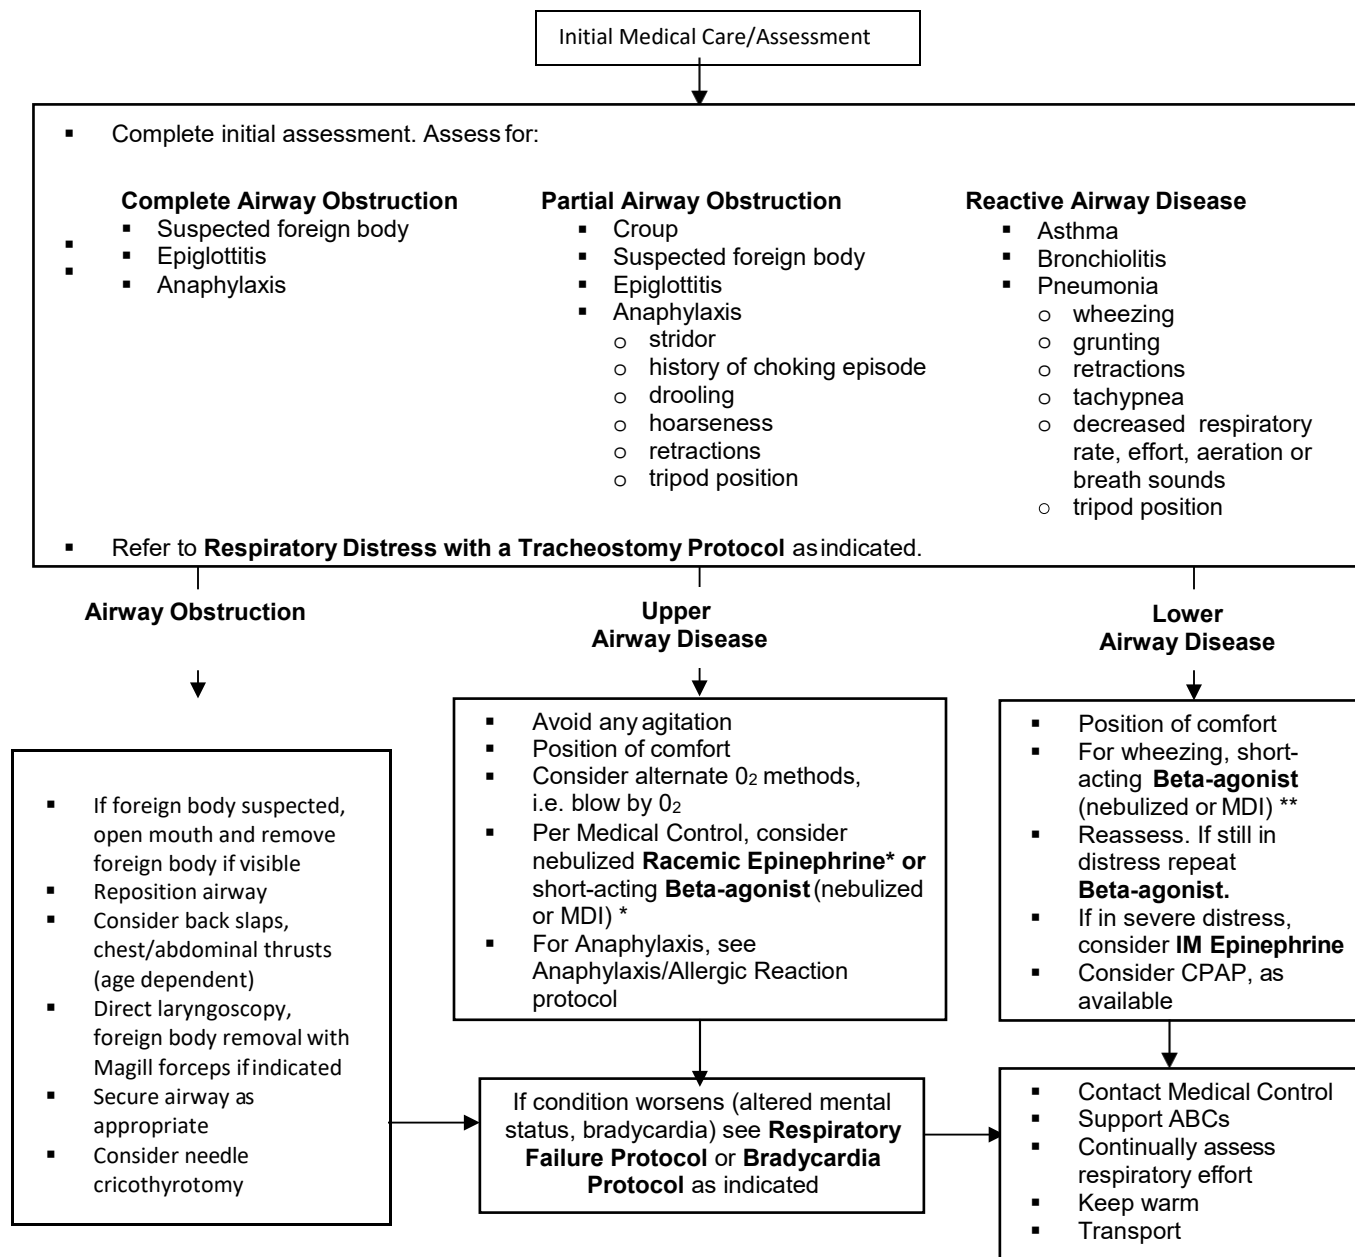 Initial Medical Care/Assessment
▪ Complete initial assessment. Assess for:
Complete Airway Obstruction
▪ Suspected foreign body
▪ Epiglottitis
▪ Anaphylaxis
▪
▪
Partial Airway Obstruction
▪ Croup
▪ Suspected foreign body
▪ Epiglottitis
▪ Anaphylaxis
o stridor
o history of choking episode
o drooling
o hoarseness
o retractions
o tripod position
Reactive Airway Disease
▪ Asthma
▪ Bronchiolitis
▪ Pneumonia
o wheezing
o grunting
o retractions
o tachypnea
o decreased respiratory
rate, effort, aeration or
breath sounds
o tripod position
▪ Refer to Respiratory Distress with a Tracheostomy Protocol as indicated.
Airway Obstruction
▪ If foreign body suspected,
open mouth and remove
foreign body if visible
▪ Reposition airway
▪ Consider back slaps,
chest/abdominal thrusts
(age dependent)
▪ Direct laryngoscopy,
foreign body removal with
Magill forceps if indicated
▪ Secure airway as
appropriate
▪ Consider needle
cricothyrotomy
Upper
Airway Disease
▪ Avoid any agitation
▪ Position of comfort
▪ Consider alternate 0₂ methods,
i.e. blow by 0₂
▪ Per Medical Control, consider
nebulized Racemic Epinephrine* or
short-acting Beta-agonist (nebulized
or MDI) *
▪ For Anaphylaxis, see
Anaphylaxis/Allergic Reaction
protocol
If condition worsens (altered mental
status, bradycardia) see Respiratory
Failure Protocol or Bradycardia
Protocol as indicated
Lower
Airway Disease
▪ Position of comfort
▪ For wheezing, short-
acting Beta-agonist
(nebulized or MDI) **
▪ Reassess. If still in
distress repeat
Beta-agonist.
▪ If in severe distress,
consider IM Epinephrine
▪ Consider CPAP, as
available
▪ Contact Medical Control
▪ Support ABCs
▪ Continually assess
respiratory effort
▪ Keep warm
▪ Transport